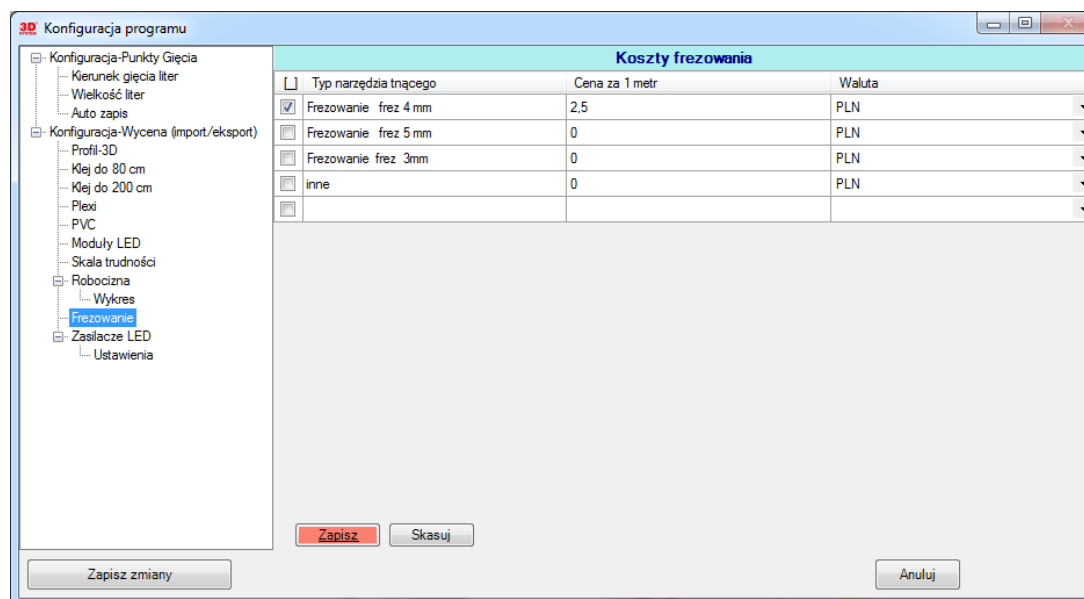 3D SYSTEM Konfiguracja programu
Konfiguracja-Punkty Gięcia
Kierunek gięcia liter
Wielkość liter
Auto zapis
Konfiguracja-Wycena (import/eksport)
Profil-3D
Klej do 80 cm
Klej do 200 cm
Plexi
PVC
Moduły LED
Skala trudności
Robocizna
Wykres
Frezowanie
Zasilacze LED
Ustawienia
Koszty frezowania
[.] Typ narzędzia tnącego Cena za 1 metr Waluta
Frezowanie frez 4 mm 2,5 PLN
Frezowanie frez 5 mm 0 PLN
Frezowanie frez 3mm 0 PLN
inne 0 PLN
Zapisz Skasuj
Zapisz zmiany Anuluj